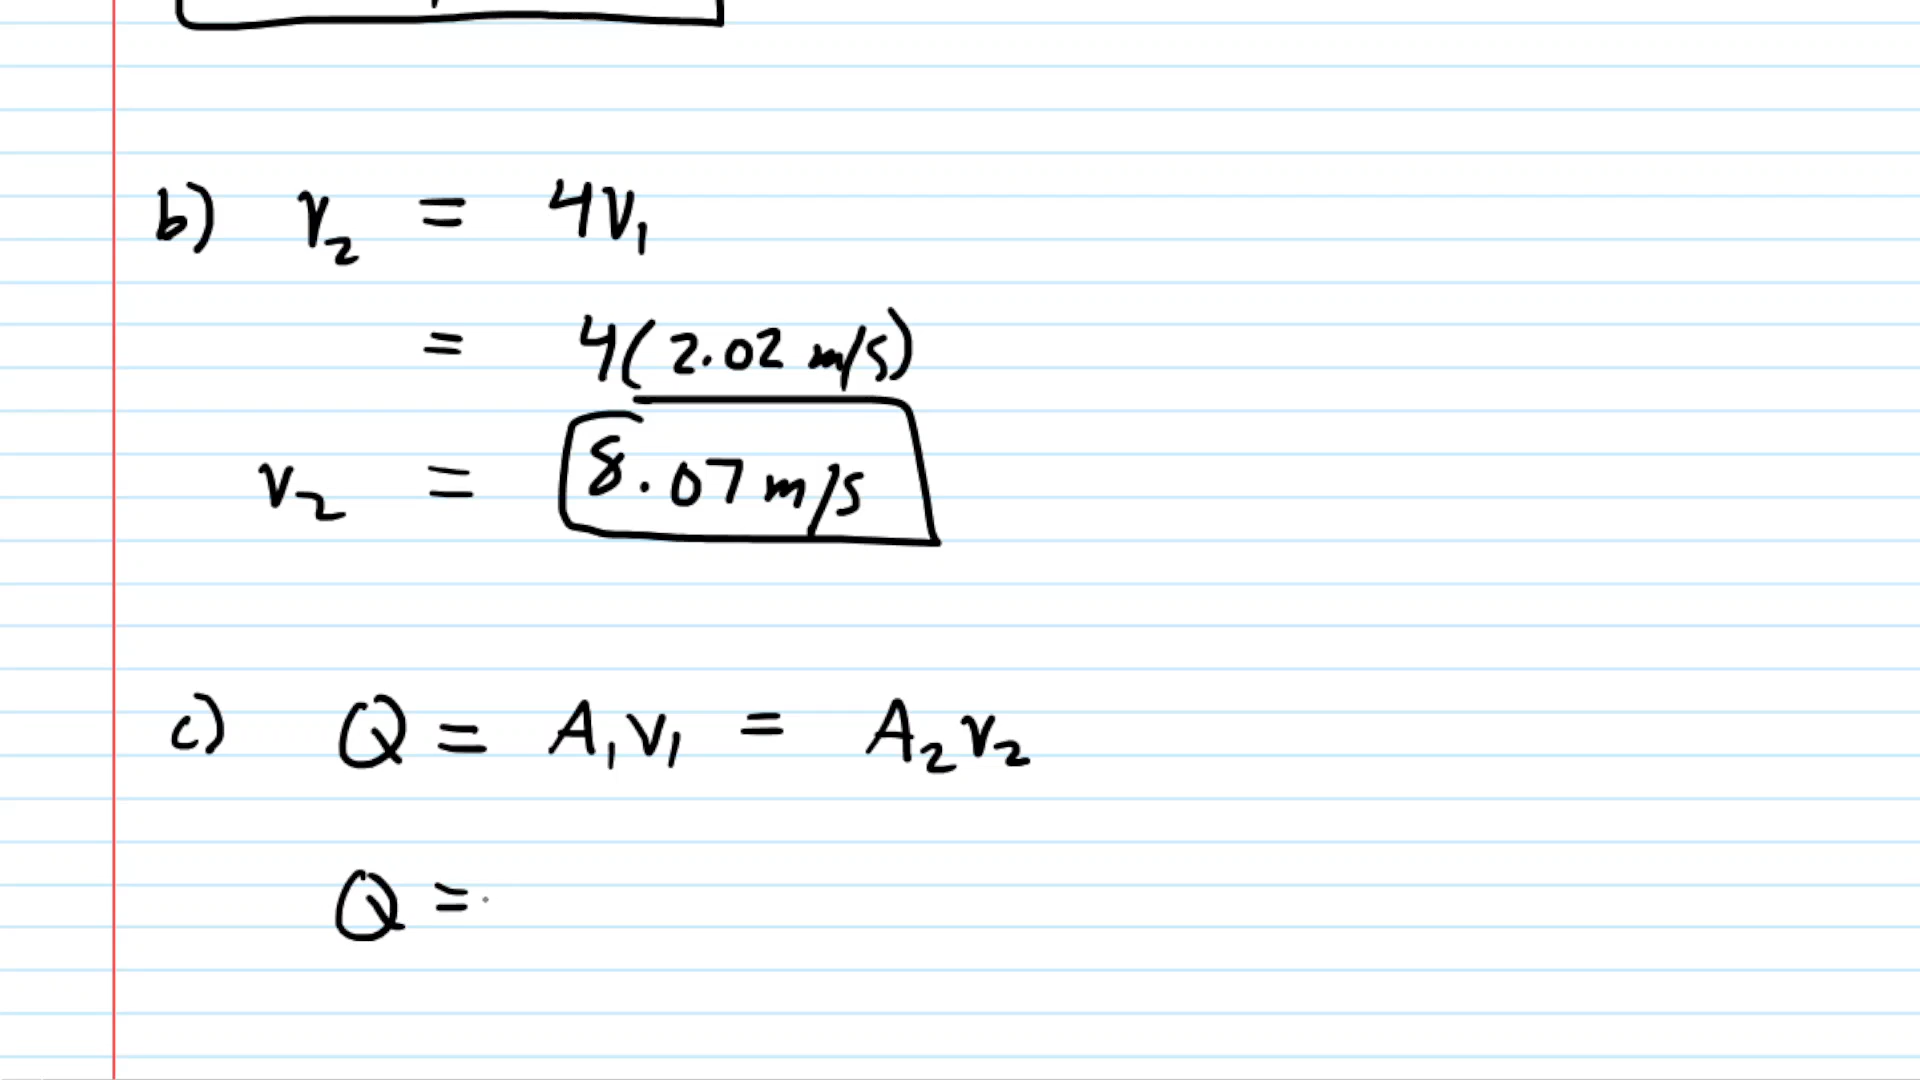 b) v₂ = 4v₁
= 4(2.02 m/s)
v₂ = 8.07 m/s
c) Q = A₁v₁ = A₂v₂
Q =